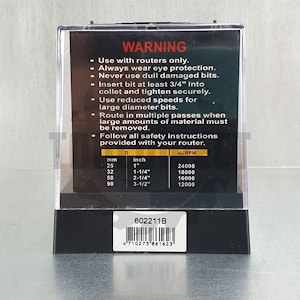 WARNING
• Use with routers only.
• Always wear eye protection.
• Never use dull damaged bits.
• Insert bit at least 3/4" into
collet and tighten securely.
• Use reduced speeds for
large diameter bits.
• Route in multiple passes when
large amounts of material must
be removed.
• Follow all safety instructions
provided with your router.
D RPM
mm inch
25 1" 24000
32 1-1/4" 18000
58 2-1/4" 16000
90 3-1/2" 12000
602211B
4710273861623